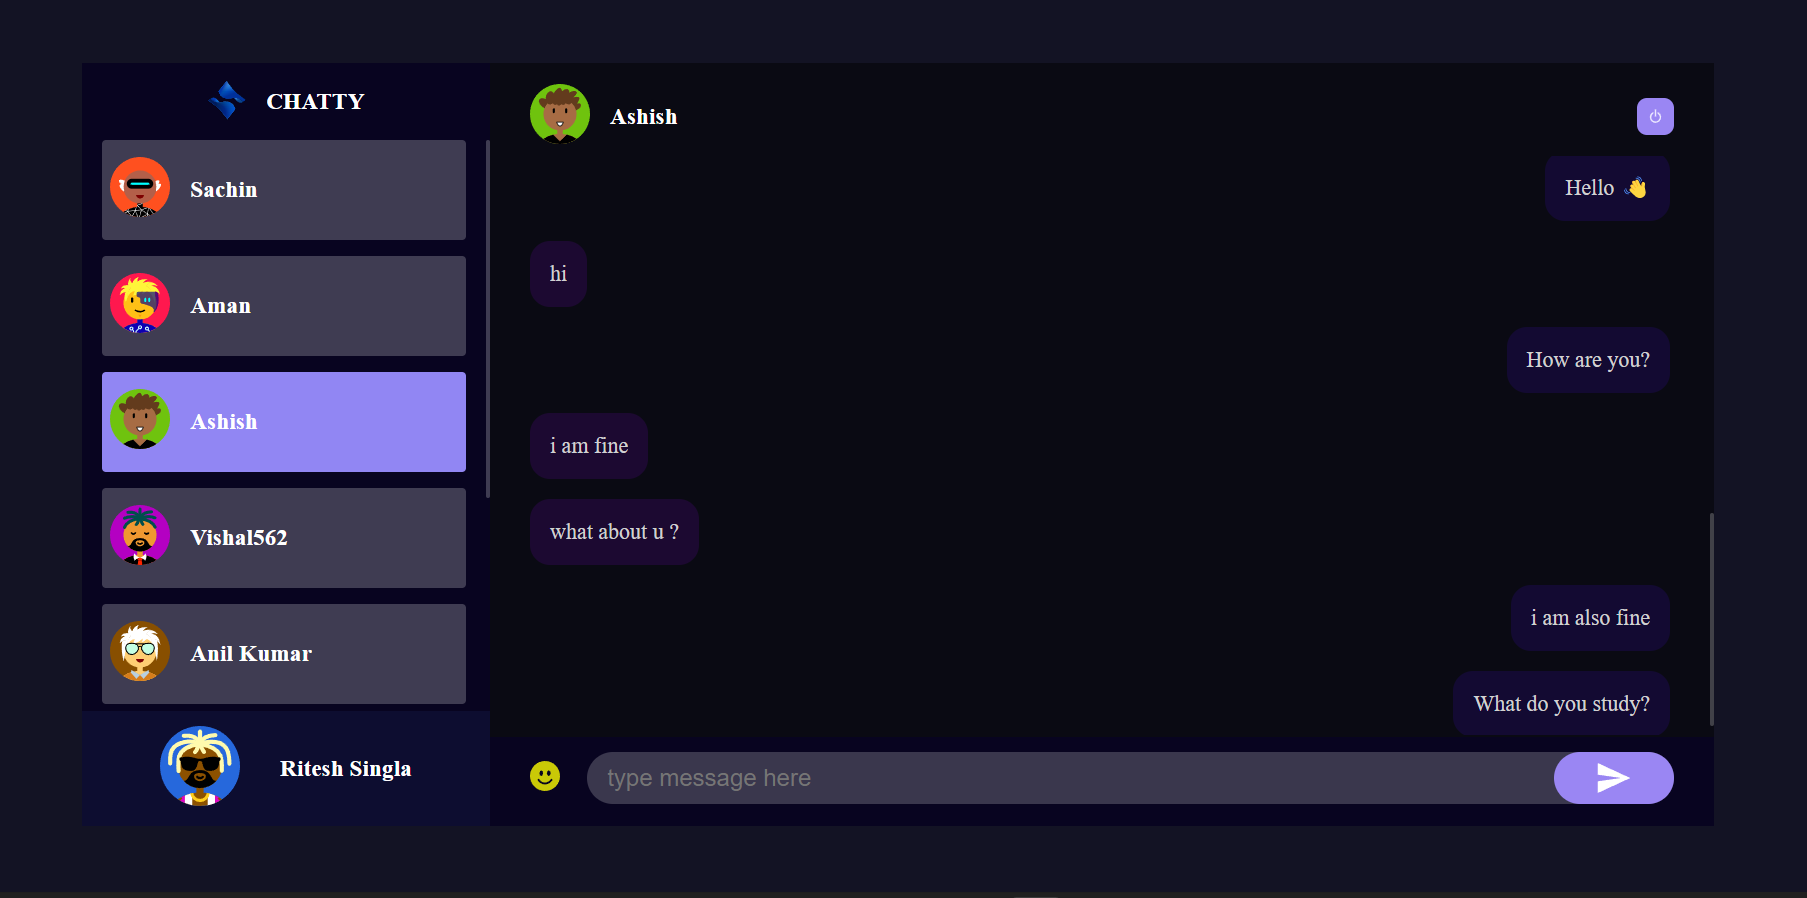 CHATTY
Sachin
Aman
Ashish
Vishal562
Anil Kumar
Ritesh Singla
Ashish
Hello 👋
hi
How are you?
i am fine
what about u ?
i am also fine
What do you study?
type message here